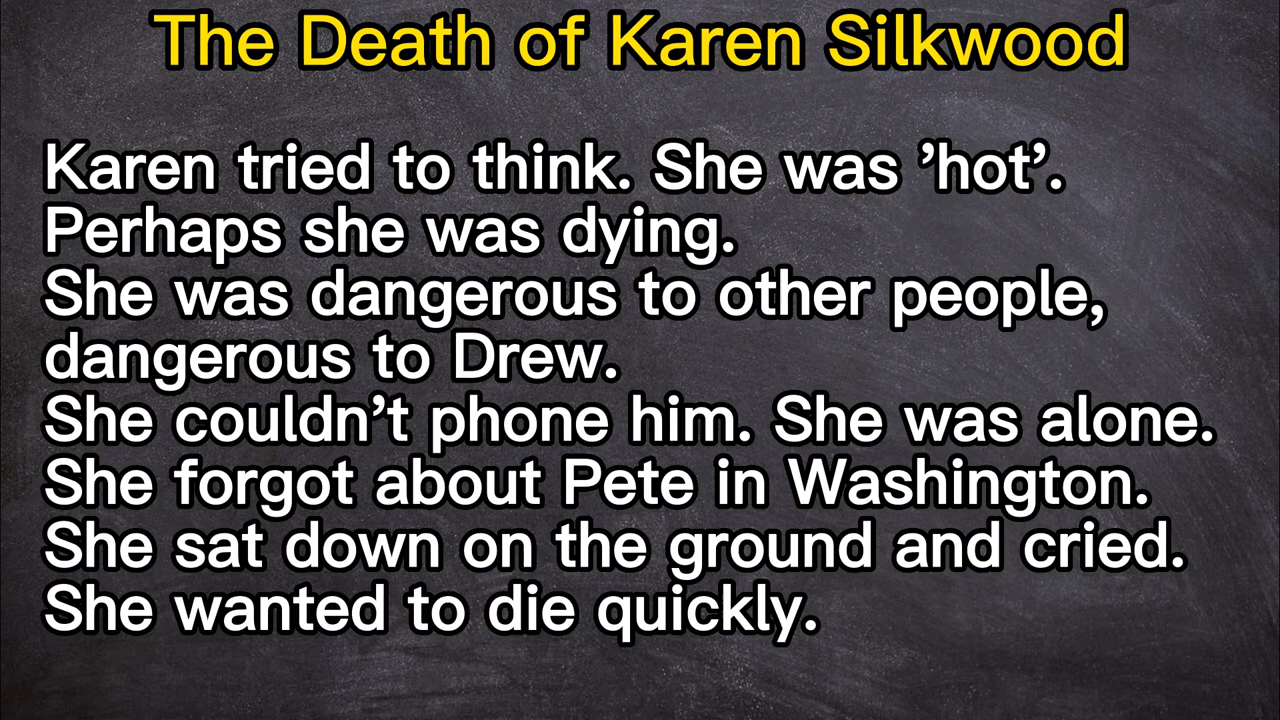 The Death of Karen Silkwood
Karen tried to think. She was ’hot’.
Perhaps she was dying.
She was dangerous to other people,
dangerous to Drew.
She couldn’t phone him. She was alone.
She forgot about Pete in Washington.
She sat down on the ground and cried.
She wanted to die quickly.